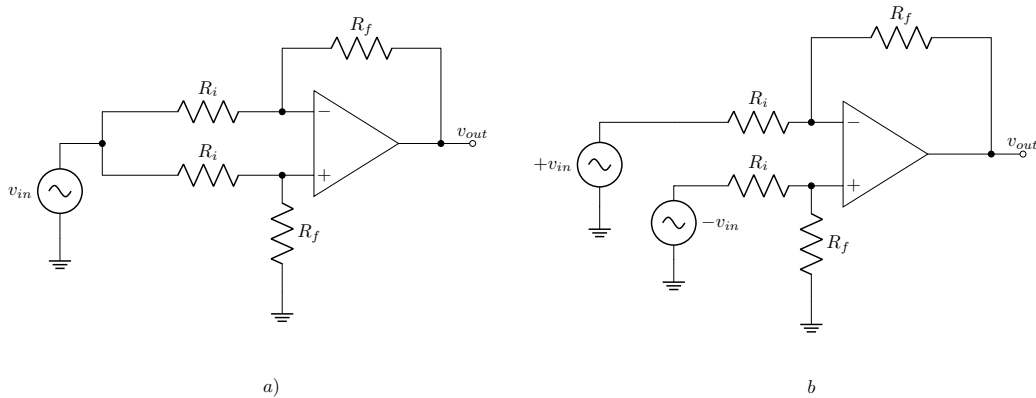 R_f
R_i
−
v_out
R_i
+
v_in
R_f
a)
R_f
R_i
−
v_out
+v_in
R_i
+
−v_in
R_f
b